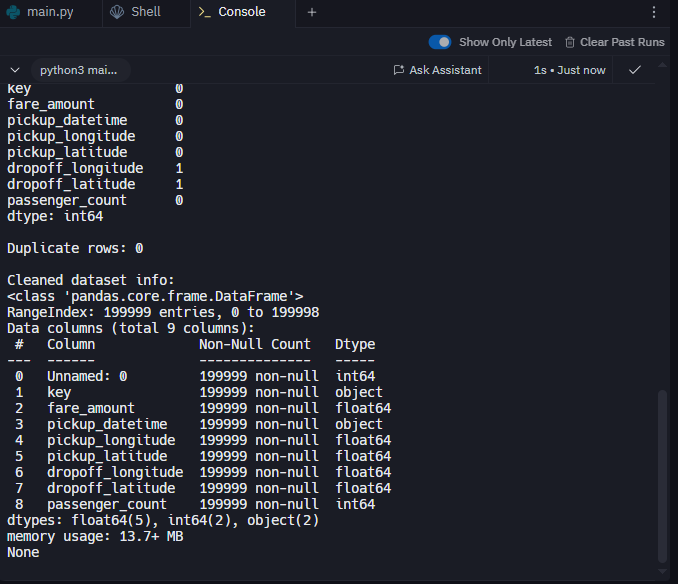 main.py Shell Console +
Show Only Latest Clear Past Runs
python3 mai... Ask Assistant 1s • Just now
key 0
fare_amount 0
pickup_datetime 0
pickup_longitude 0
pickup_latitude 0
dropoff_longitude 1
dropoff_latitude 1
passenger_count 0
dtype: int64
Duplicate rows: 0
Cleaned dataset info:
<class 'pandas.core.frame.DataFrame'>
RangeIndex: 199999 entries, 0 to 199998
Data columns (total 9 columns):
# Column Non-Null Count Dtype
--- ------ -------------- -----
0 Unnamed: 0 199999 non-null int64
1 key 199999 non-null object
2 fare_amount 199999 non-null float64
3 pickup_datetime 199999 non-null object
4 pickup_longitude 199999 non-null float64
5 pickup_latitude 199999 non-null float64
6 dropoff_longitude 199999 non-null float64
7 dropoff_latitude 199999 non-null float64
8 passenger_count 199999 non-null int64
dtypes: float64(5), int64(2), object(2)
memory usage: 13.7+ MB
None